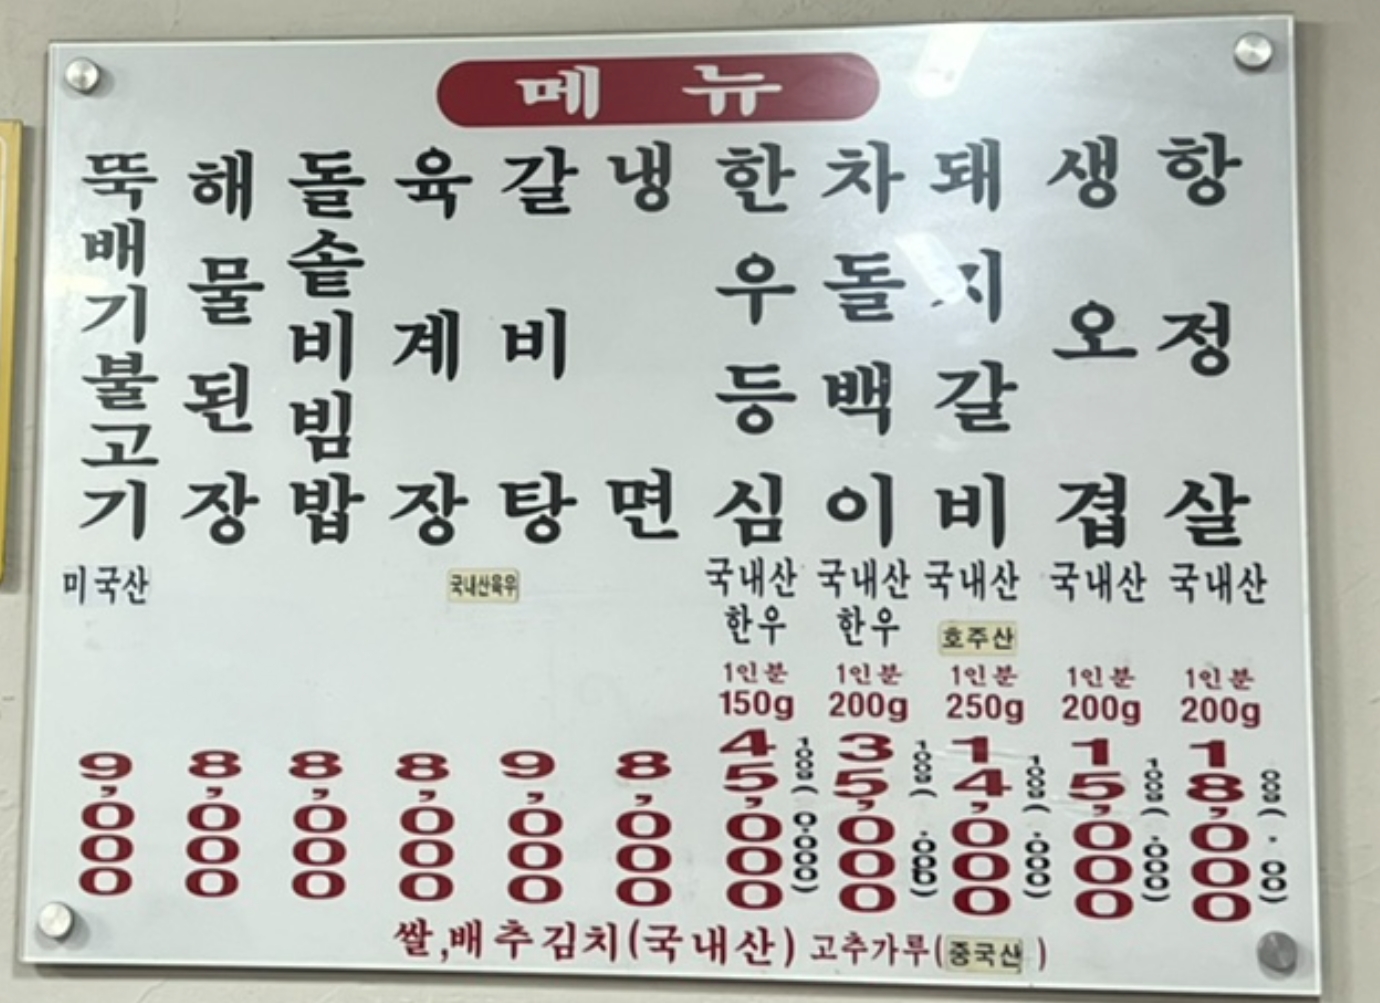 메뉴
항정살 국내산 1인분 200g 18,000
생오겹 국내산 1인분 200g 15,000
돼지갈비 국내산 호주산 1인분 250g 14,000
차돌백이 국내산 한우 1인분 200g 35,000
한우등심 국내산 한우 1인분 150g 45,000
냉면 8,000
갈비탕 9,000
육계장 국내산육우 8,000
돌솥비빔밥 8,000
해물된장 8,000
뚝배기불고기 미국산 9,000
쌀,배추김치(국내산) 고추가루(중국산)